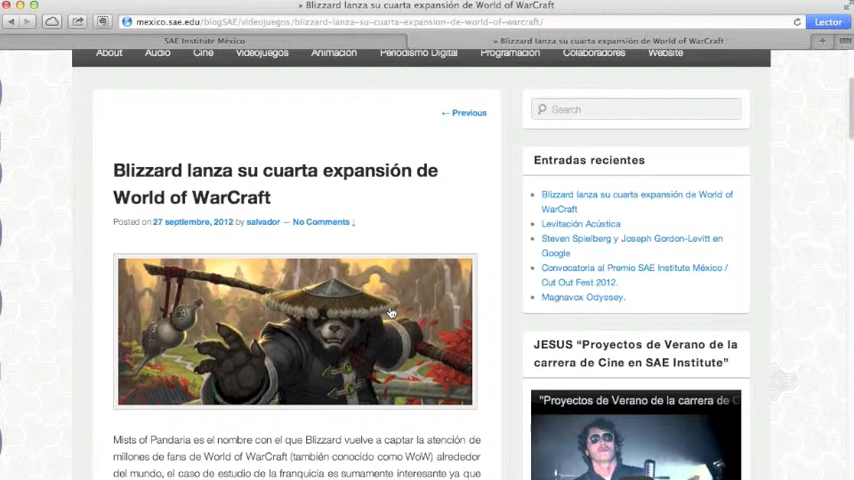 » Blizzard lanza su cuarta expansión de World of WarCraft
mexico.sae.edu/blogSAE/videojuegos/blizzard-lanza-su-cuarta-expansion-de-world-of-warcraft/
Lector
SAE Institute México
» Blizzard lanza su cuarta expansión de World of WarCraft
About Audio Cine Videojuegos Animación Periodismo Digital Programación Colaboradores Website
← Previous
Search
Blizzard lanza su cuarta expansión de
World of WarCraft
Posted on 27 septiembre, 2012 by salvador — No Comments ↓
Entradas recientes
Blizzard lanza su cuarta expansión de World of
WarCraft
Levitación Acústica
Steven Spielberg y Joseph Gordon-Levitt en
Google
Convocatoria al Premio SAE Institute México /
Cut Out Fest 2012.
Magnavox Odyssey.
JESUS “Proyectos de Verano de la
carrera de Cine en SAE Institute”
"Proyectos de Verano de la carrera de C
Mists of Pandaria es el nombre con el que Blizzard vuelve a captar la atención de
millones de fans de World of WarCraft (también conocido como WoW) alrededor
del mundo, el caso de estudio de la franquicia es sumamente interesante ya que